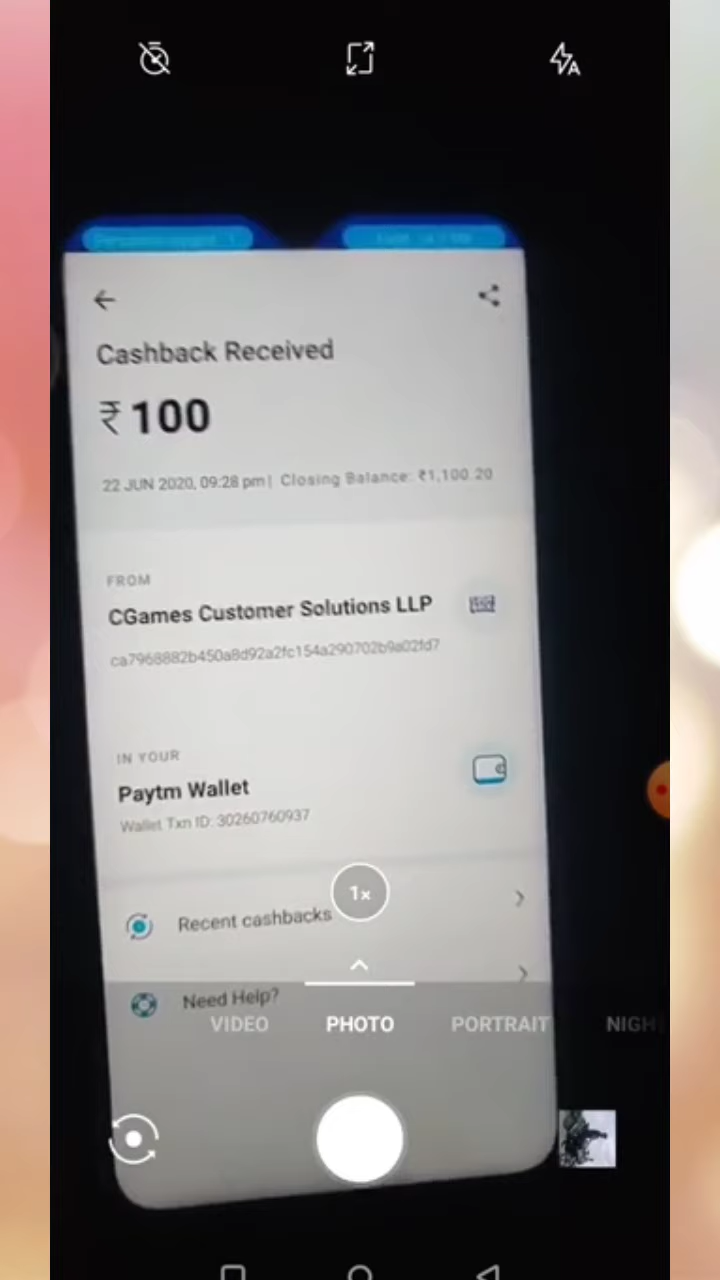 Cashback Received
₹100
22 JUN 2020, 09:28 pm| Closing Balance: ₹1,100.20
FROM
CGames Customer Solutions LLP
ca7968882b450a8d92a2fc154a290702b9a02fd7
IN YOUR
Paytm Wallet
Wallet Txn ID: 30260760937
1x
Recent cashbacks
Need Help?
VIDEO PHOTO PORTRAIT